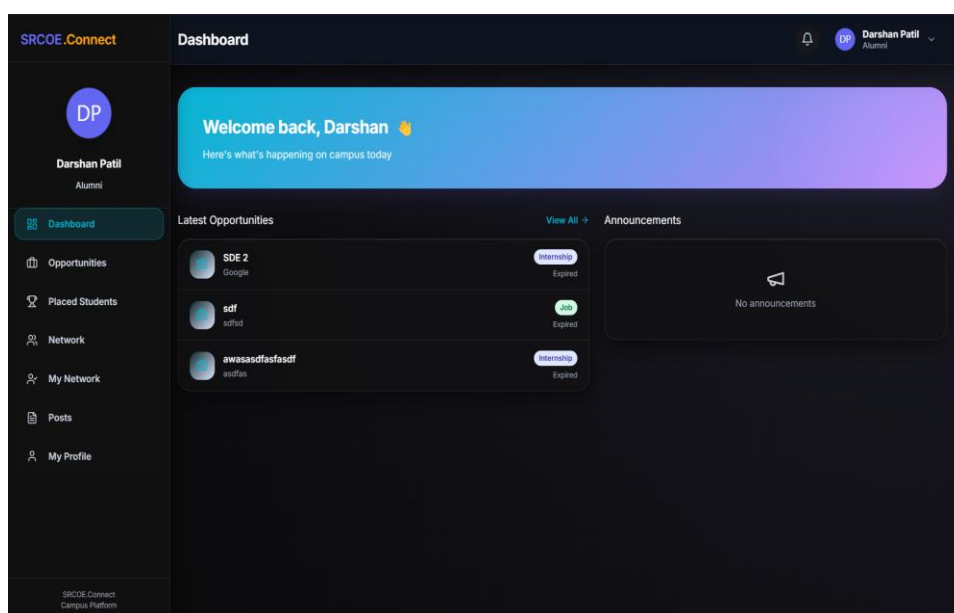 SRCOE.Connect
DP
Darshan Patil
Alumni
Dashboard
Opportunities
Placed Students
Network
My Network
Posts
My Profile
SRCOE.Connect
Campus Platform
Dashboard
DP
Darshan Patil
Alumni
Welcome back, Darshan 👋
Here's what's happening on campus today
Latest Opportunities
View All →
SDE 2
Internship
Google
Expired
sdf
Job
sdfsd
Expired
awasasdfasfasdf
Internship
asdfas
Expired
Announcements
No announcements